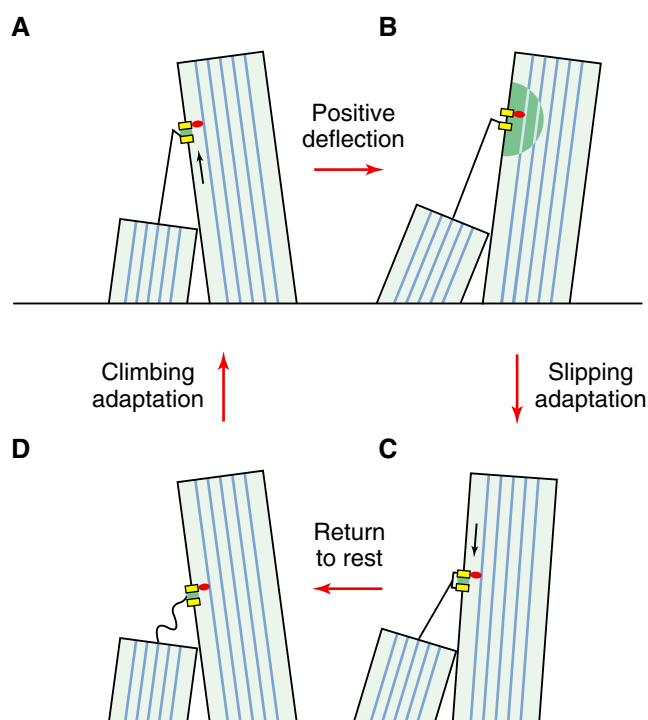 A
B
Positive
deflection
Climbing
adaptation
Slipping
adaptation
D
C
Return
to rest